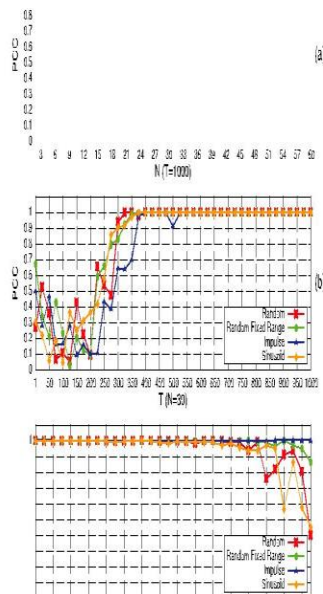 0.8
0.7
0.6
0.5
0.4
0.3
0.2
0.1
0
PCC
3 6 9 12 15 18 21 24 27 30 33 36 39 42 45 48 51 54 57 60
N (T=1000)
(a)
1
0.9
0.8
0.7
0.6
0.5
0.4
0.3
0.2
0.1
0
PCC
Random
Random Fixed Range
Impulse
Sinusoid
(b)
1 50 100 150 200 250 300 350 400 450 500 550 600 650 700 750 800 850 900 950 1000
T (N=30)
1
Random
Random Fixed Range
Impulse
Sinusoid